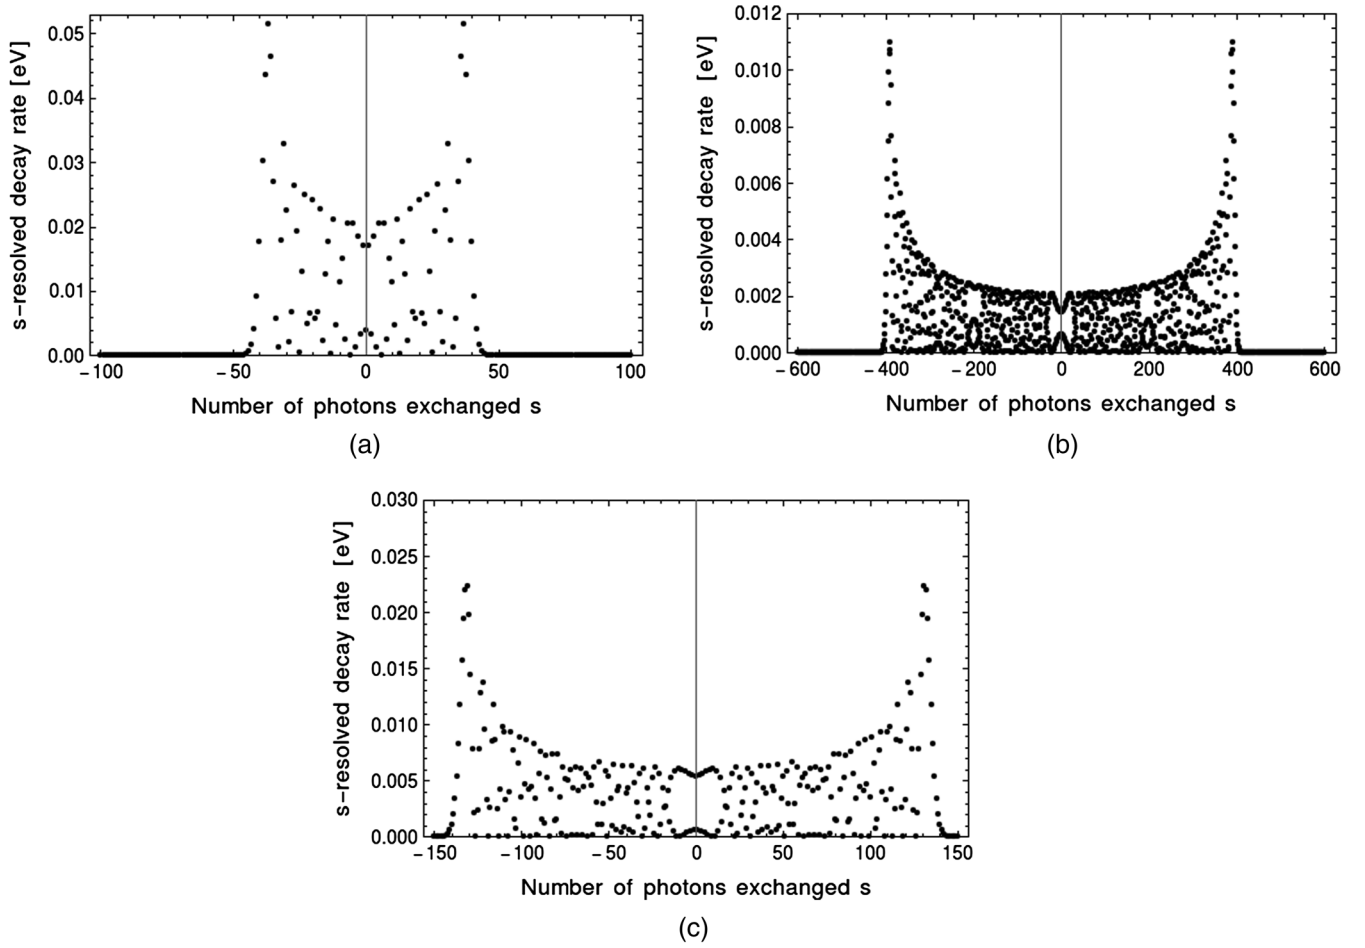 s-resolved decay rate [eV]
0.05
0.04
0.03
0.02
0.01
0.00
-100 -50 0 50 100
Number of photons exchanged s
(a)
s-resolved decay rate [eV]
0.012
0.010
0.008
0.006
0.004
0.002
0.000
-600 -400 -200 0 200 400 600
Number of photons exchanged s
(b)
s-resolved decay rate [eV]
0.030
0.025
0.020
0.015
0.010
0.005
0.000
-150 -100 -50 0 50 100 150
Number of photons exchanged s
(c)